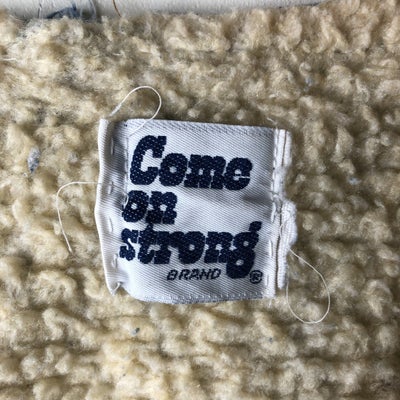 Come
on
strong
BRAND ®